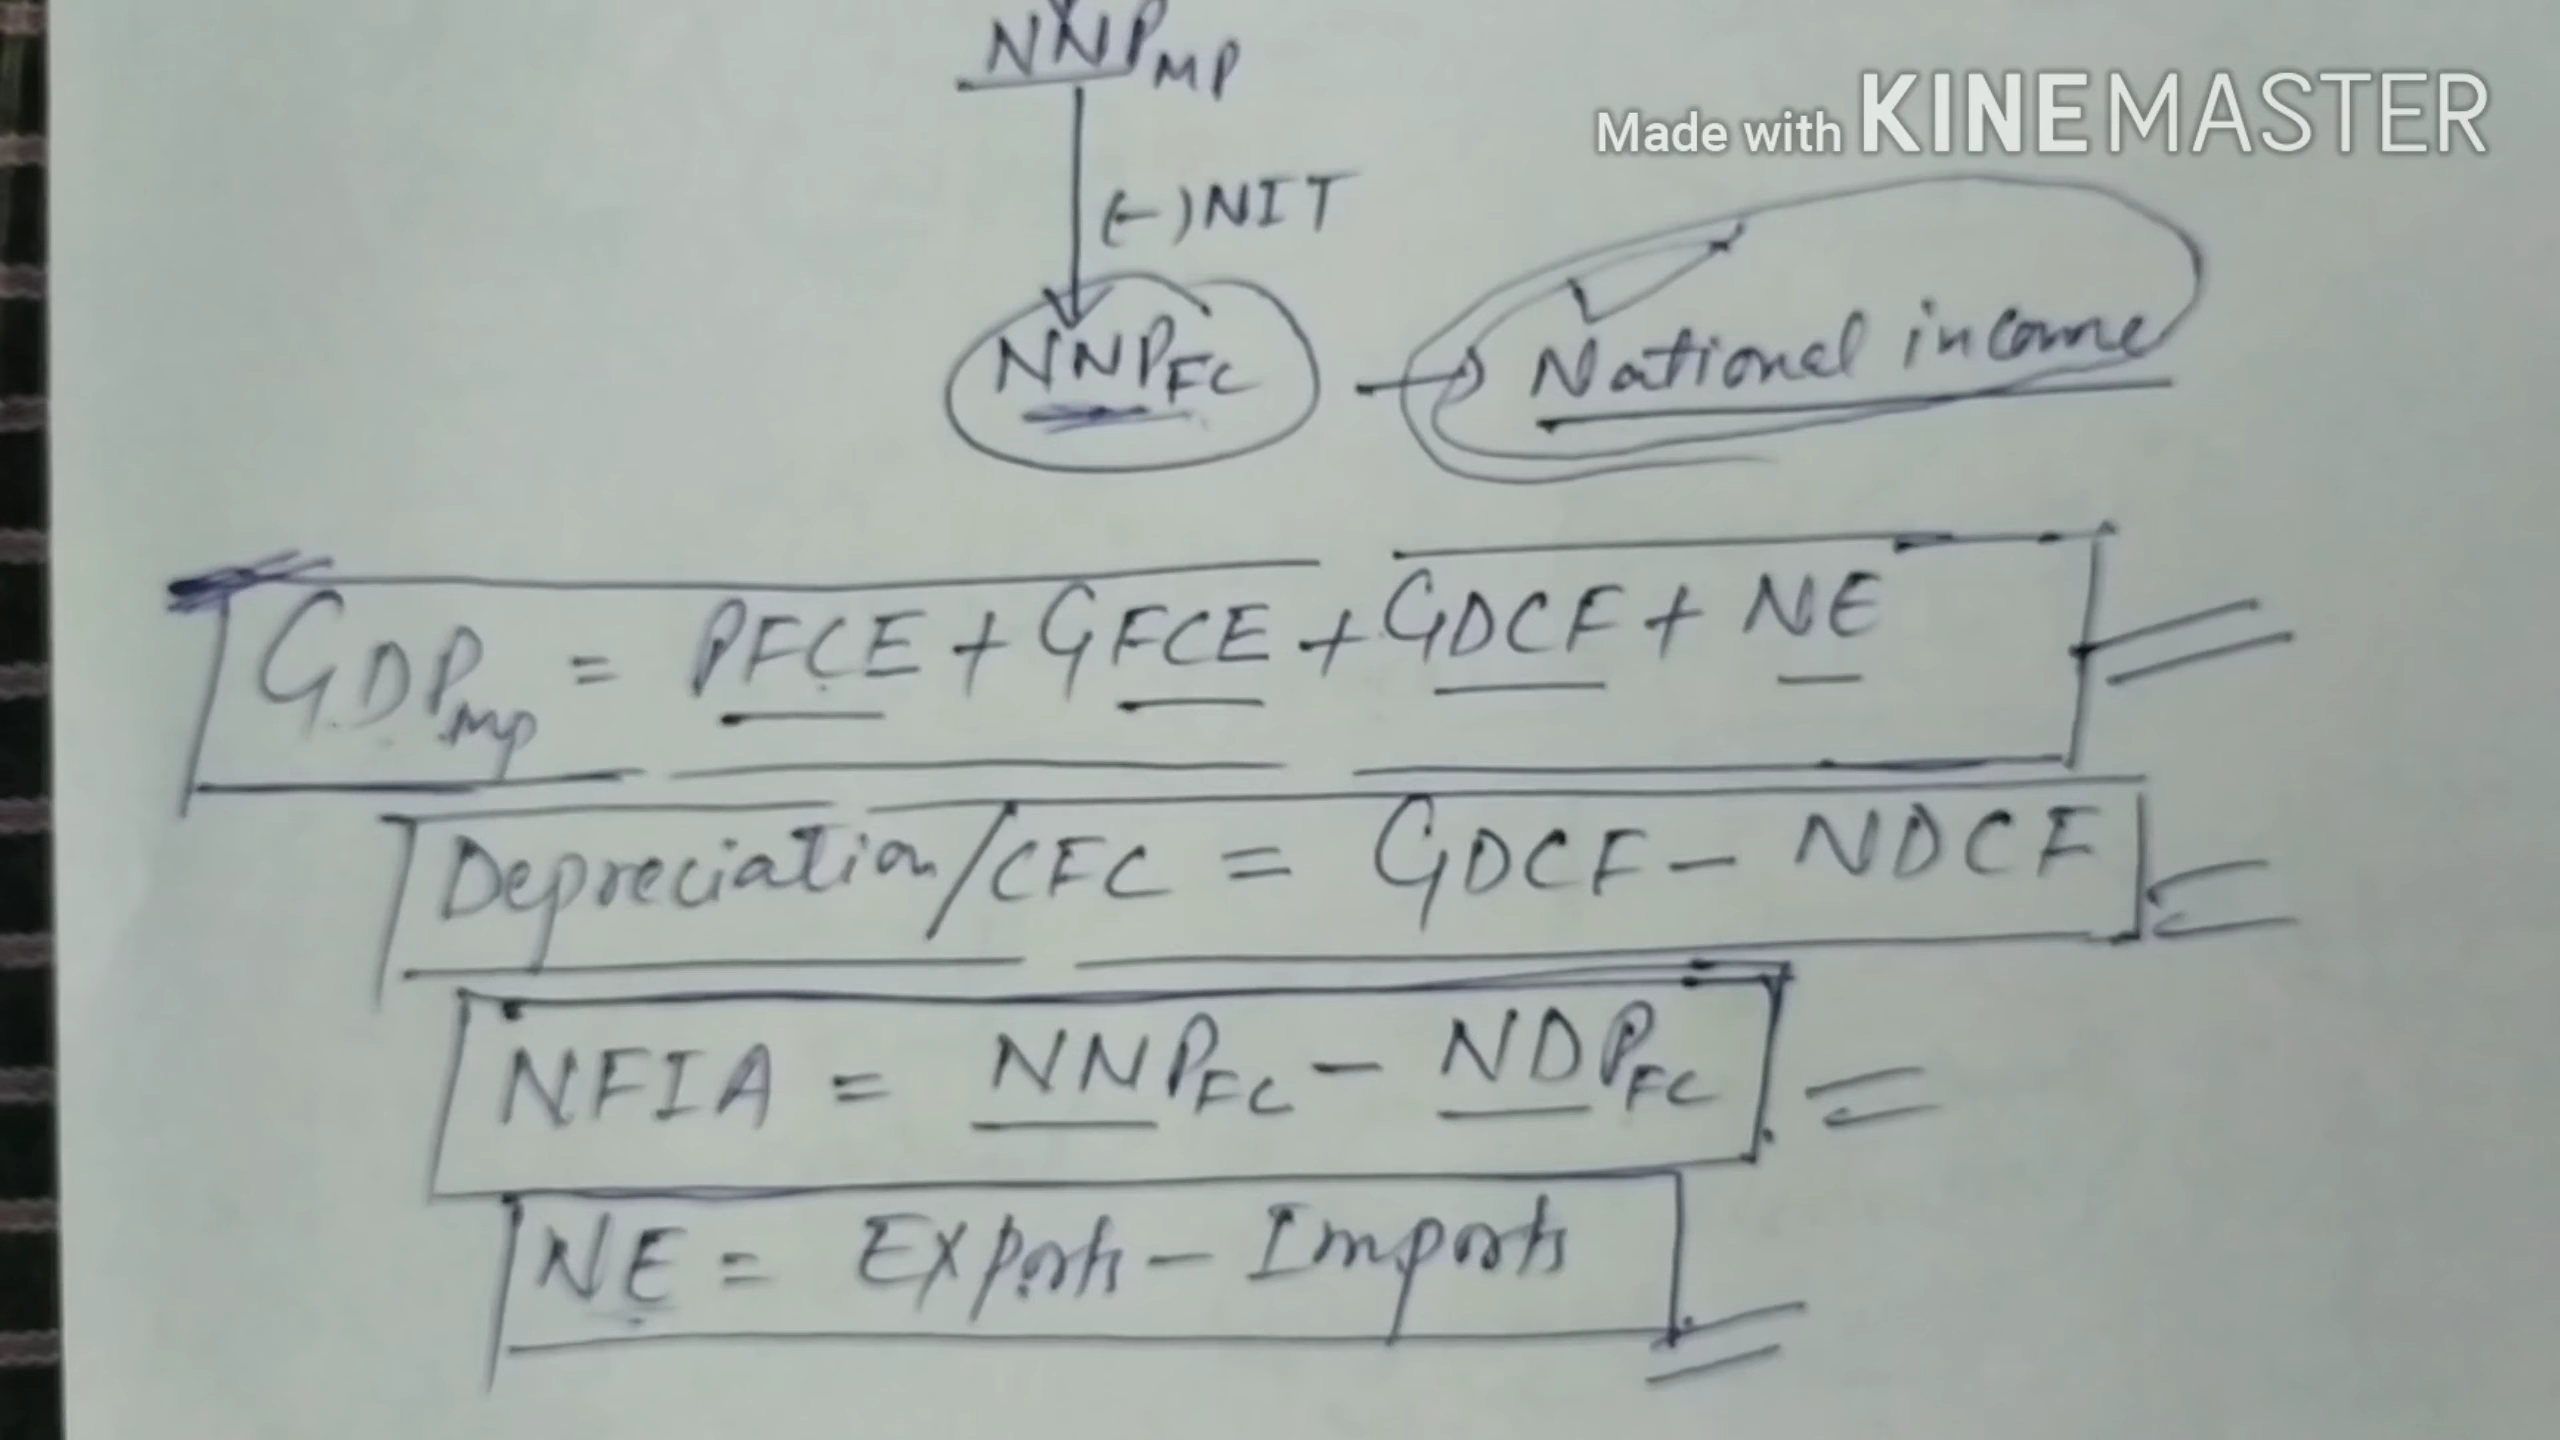 NNPMP
Made with KINEMASTER
(-) NIT
NNPFC → National income
GDPMP = PFCE + GFCE + GDCF + NE
Depreciation/CFC = GDCF - NDCF
NFIA = NNPFC - NDPFC
NE = Exports - Imports